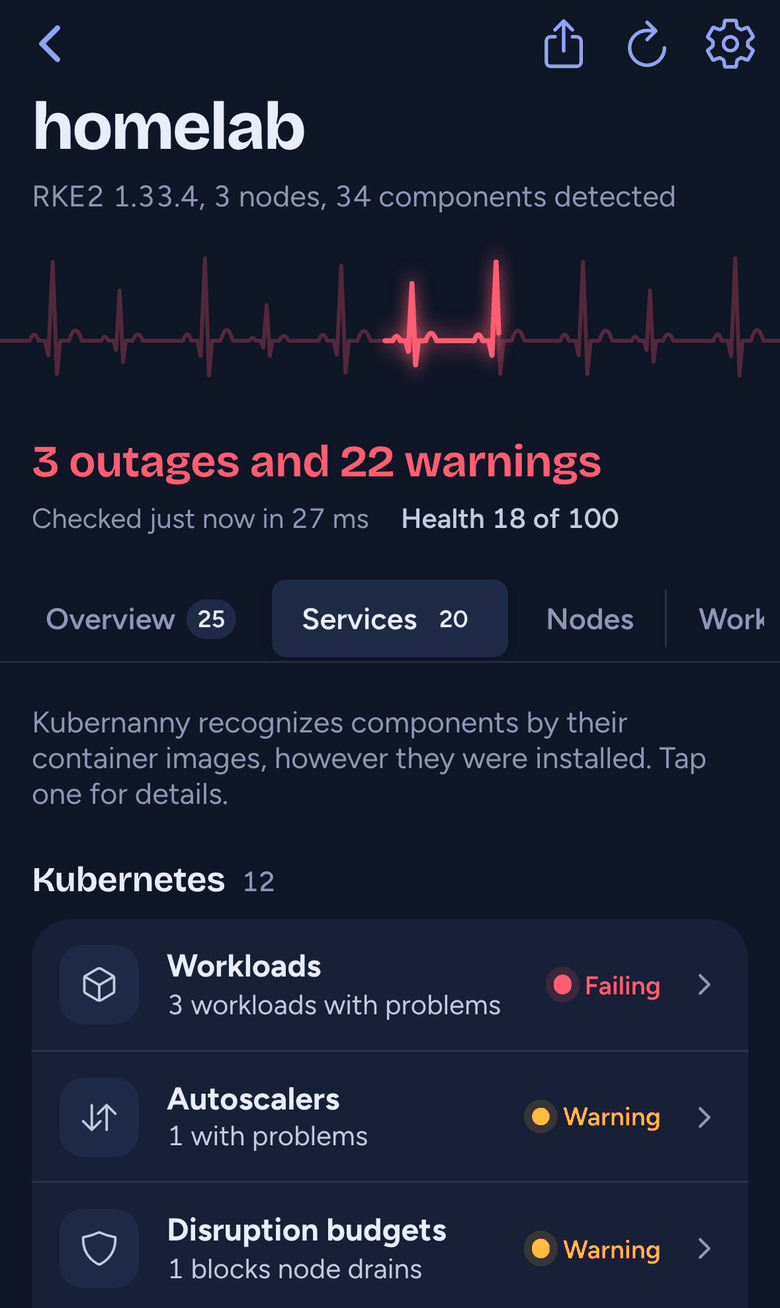 homelab
RKE2 1.33.4, 3 nodes, 34 components detected
3 outages and 22 warnings
Checked just now in 27 ms Health 18 of 100
Overview 25 Services 20 Nodes Work
Kubernanny recognizes components by their
container images, however they were installed. Tap
one for details.
Kubernetes 12
Workloads
3 workloads with problems
Failing
Autoscalers
1 with problems
Warning
Disruption budgets
1 blocks node drains
Warning